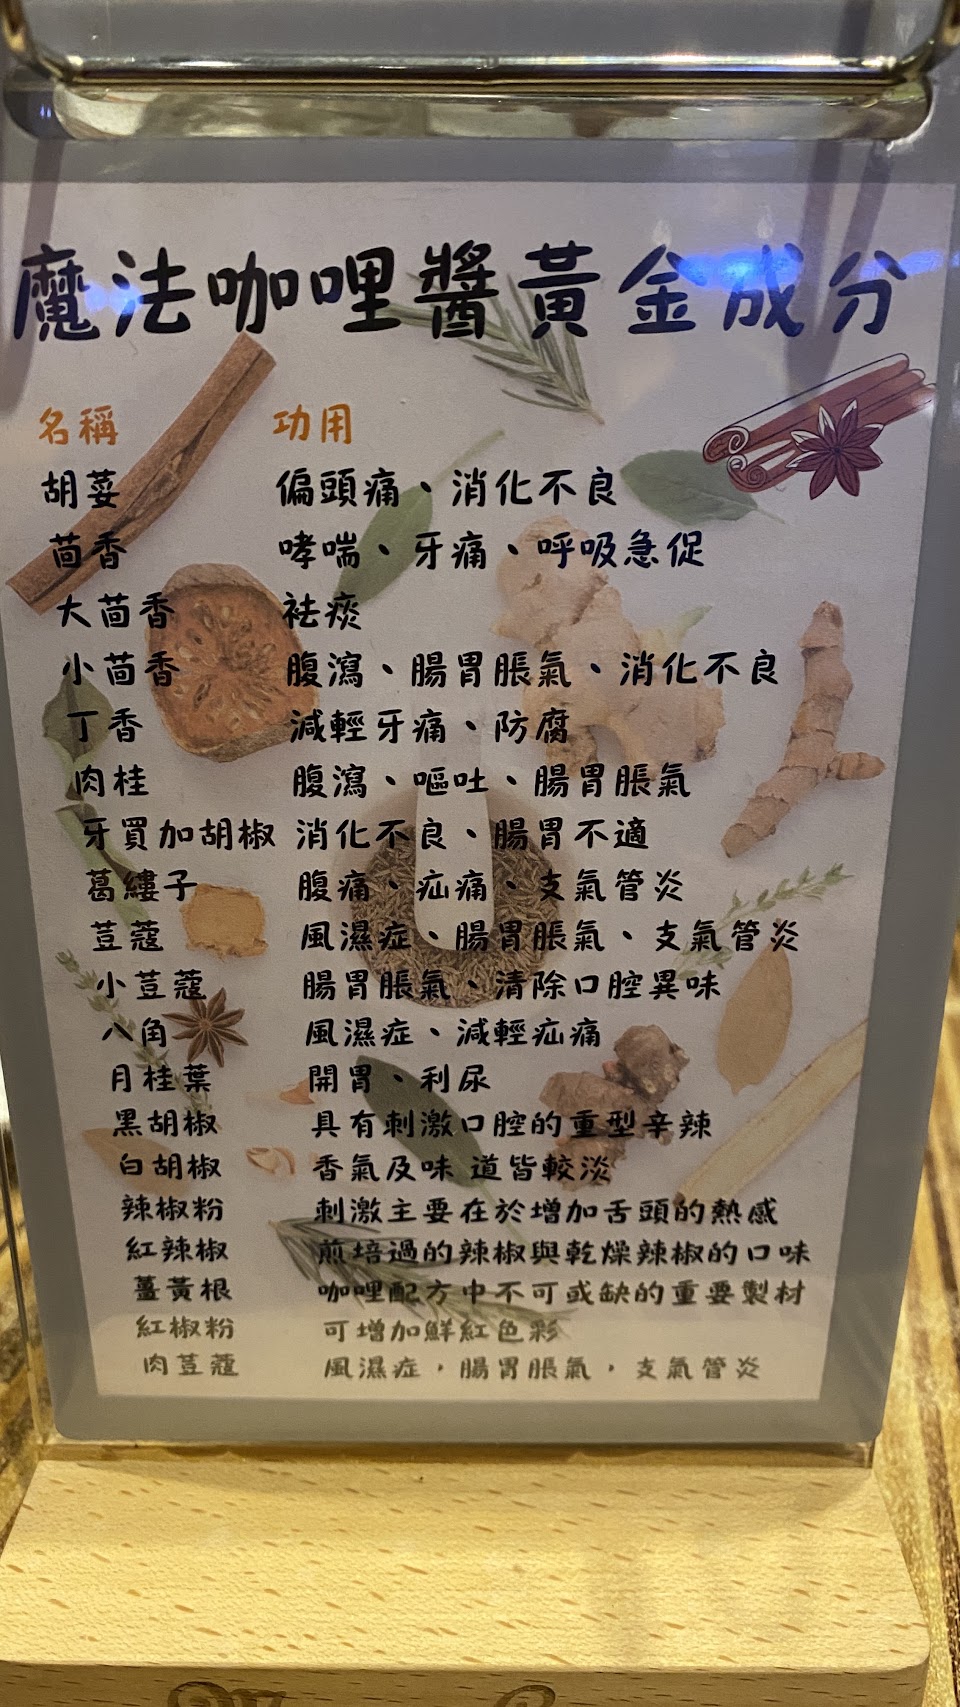 魔法咖哩醬黃金成分
名稱 功用
胡荽 偏頭痛、消化不良
茴香 哮喘、牙痛、呼吸急促
大茴香 祛痰
小茴香 腹瀉、腸胃脹氣、消化不良
丁香 減輕牙痛、防腐
肉桂 腹瀉、嘔吐、腸胃脹氣
牙買加胡椒 消化不良、腸胃不適
葛縷子 腹痛、疝痛、支氣管炎
荳蔻 風濕症、腸胃脹氣、支氣管炎
小荳蔻 腸胃脹氣、清除口腔異味
八角 風濕症、減輕疝痛
月桂葉 開胃、利尿
黑胡椒 具有刺激口腔的重型辛辣
白胡椒 香氣及味 道皆較淡
辣椒粉 刺激主要在於增加舌頭的熱感
紅辣椒 煎培過的辣椒與乾燥辣椒的口味
薑黃根 咖哩配方中不可或缺的重要製材
紅椒粉 可增加鮮紅色彩
肉荳蔻 風濕症，腸胃脹氣，支氣管炎